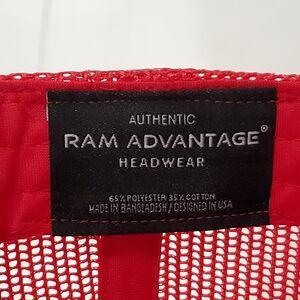 AUTHENTIC
RAM ADVANTAGE®
HEADWEAR
65% POLYESTER 35% COTTON
MADE IN BANGLADESH / DESIGNED IN USA